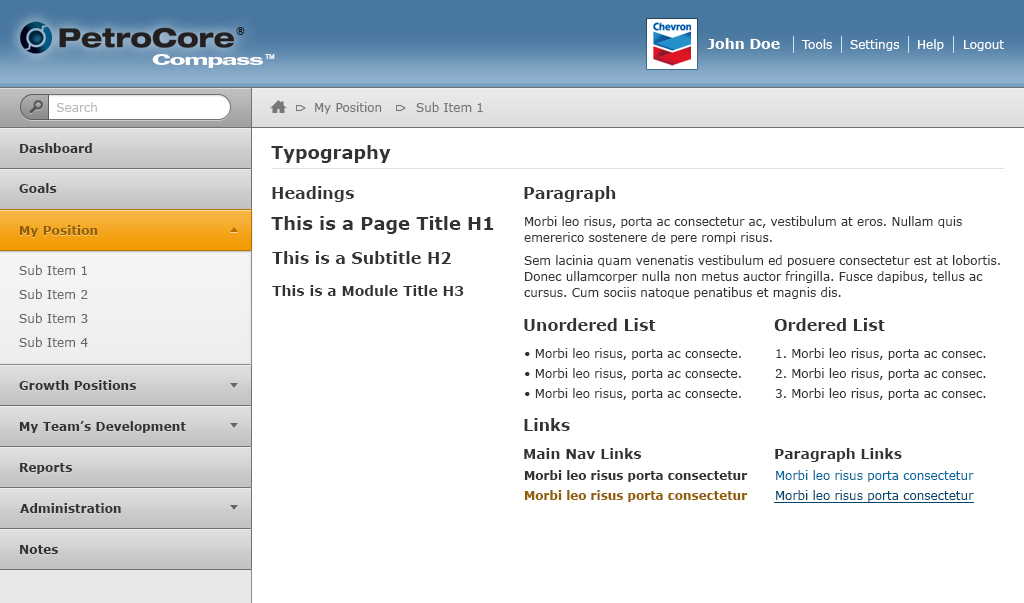 PetroCore®
Compass™
Chevron
John Doe
Tools
Settings
Help
Logout
Search
My Position
Sub Item 1
Dashboard
Goals
My Position
Sub Item 1
Sub Item 2
Sub Item 3
Sub Item 4
Growth Positions
My Team’s Development
Reports
Administration
Notes
Typography
Headings
This is a Page Title H1
This is a Subtitle H2
This is a Module Title H3
Paragraph
Morbi leo risus, porta ac consectetur ac, vestibulum at eros. Nullam quis
emererico sostenere de pere rompi risus.
Sem lacinia quam venenatis vestibulum ed posuere consectetur est at lobortis.
Donec ullamcorper nulla non metus auctor fringilla. Fusce dapibus, tellus ac
cursus. Cum sociis natoque penatibus et magnis dis.
Unordered List
• Morbi leo risus, porta ac consecte.
• Morbi leo risus, porta ac consecte.
• Morbi leo risus, porta ac consecte.
Ordered List
1. Morbi leo risus, porta ac consec.
2. Morbi leo risus, porta ac consec.
3. Morbi leo risus, porta ac consec.
Links
Main Nav Links
Morbi leo risus porta consectetur
Morbi leo risus porta consectetur
Paragraph Links
Morbi leo risus porta consectetur
Morbi leo risus porta consectetur